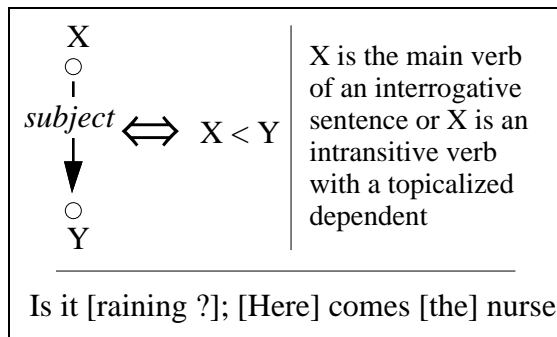 X
subject
X < Y
Y
X is the main verb
of an interrogative
sentence or X is an
intransitive verb
with a topicalized
dependent
Is it [raining ?]; [Here] comes [the] nurse